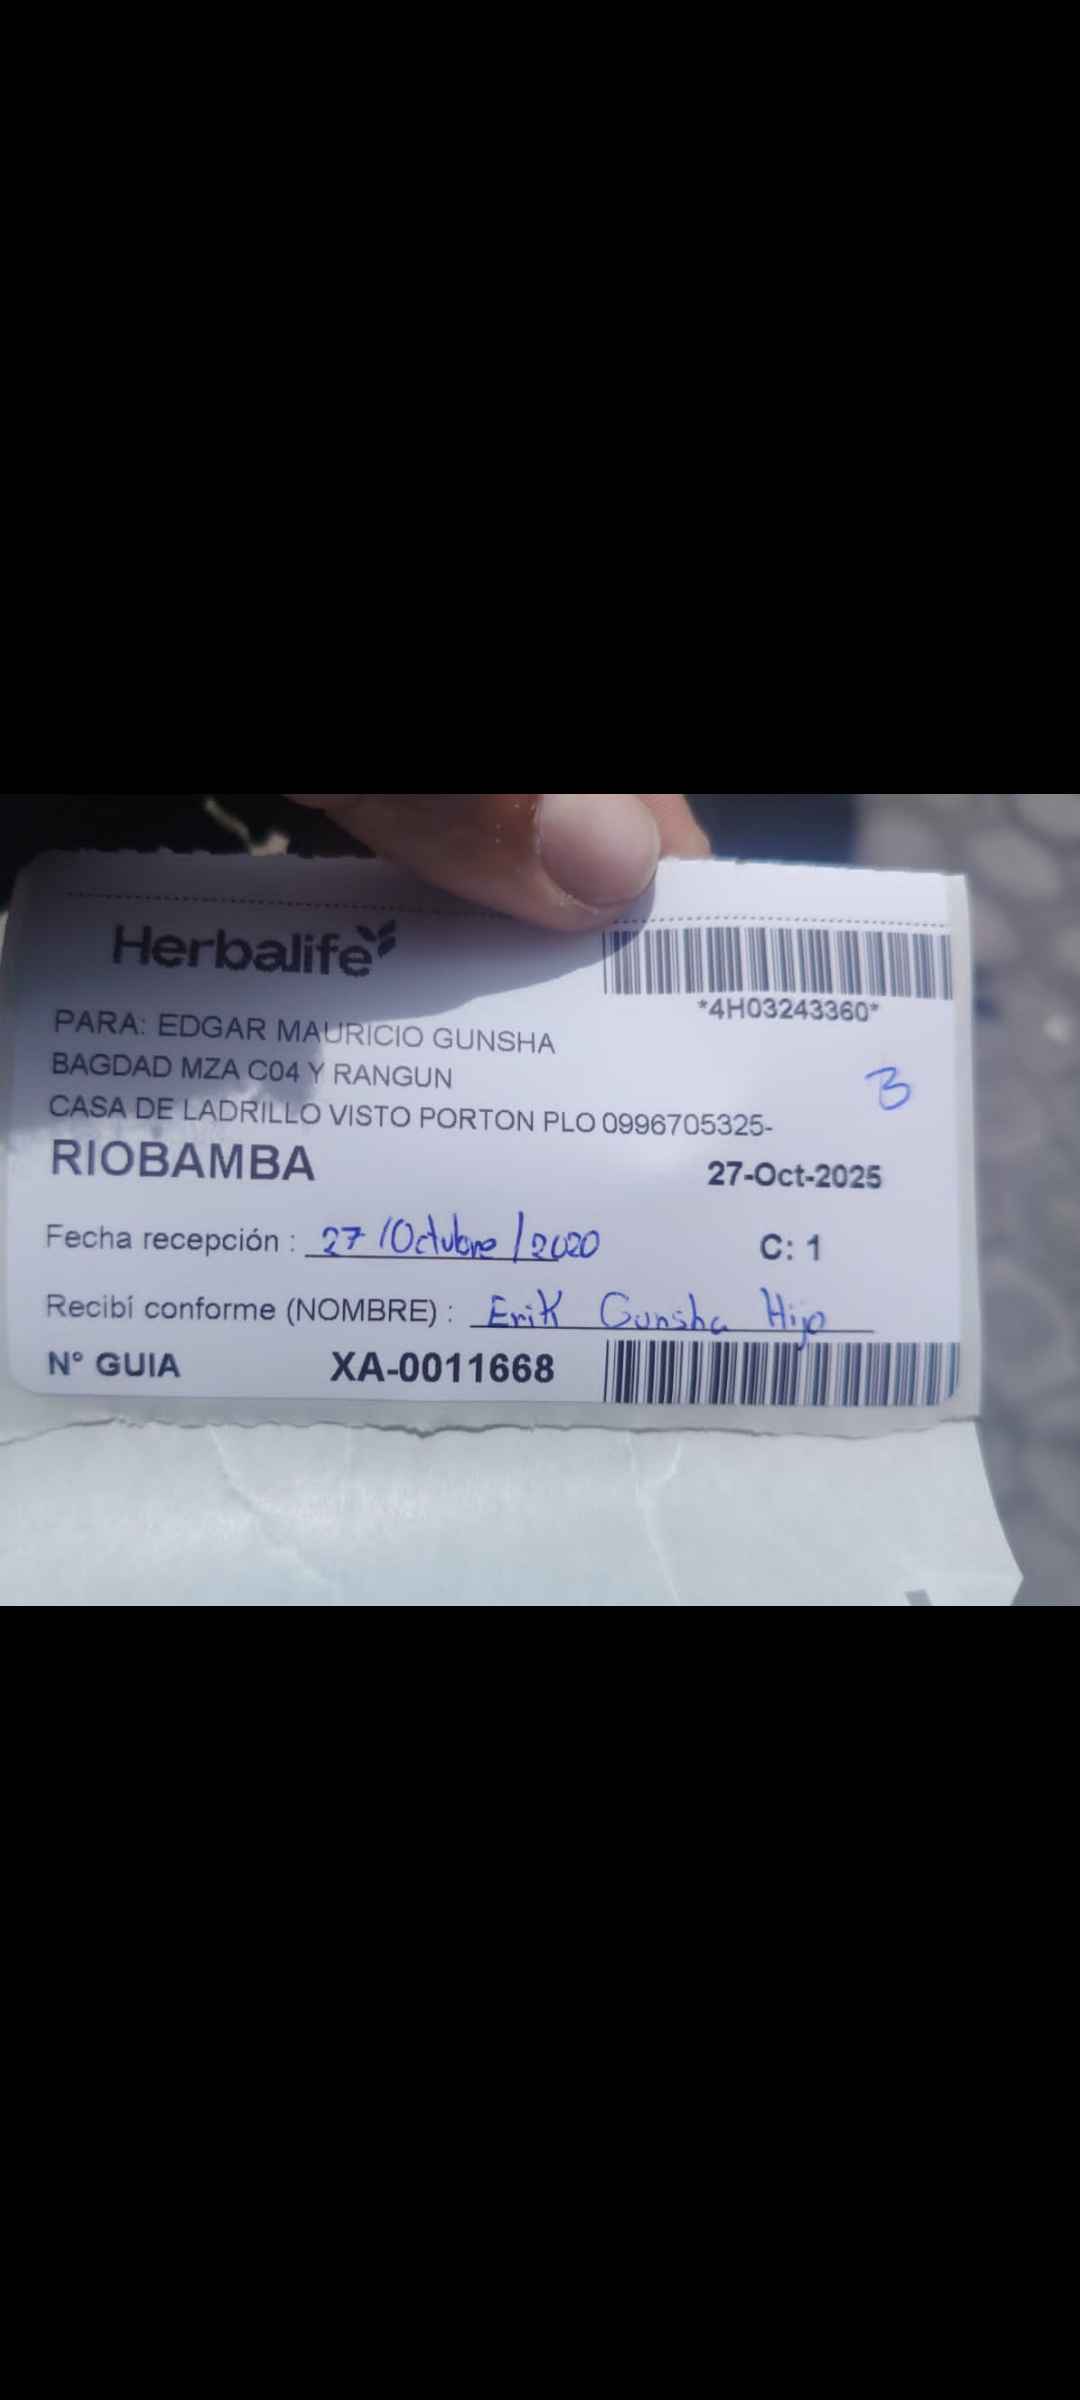 Herbalife
*4H03243360*
PARA: EDGAR MAURICIO GUNSHA
BAGDAD MZA C04 Y RANGUN
B
CASA DE LADRILLO VISTO PORTON PLO 0996705325-
RIOBAMBA 27-Oct-2025
Fecha recepción : 27 / Octubre / 2020 C: 1
Recibí conforme (NOMBRE) : Erik Gunsha Hijo
N° GUIA XA-0011668